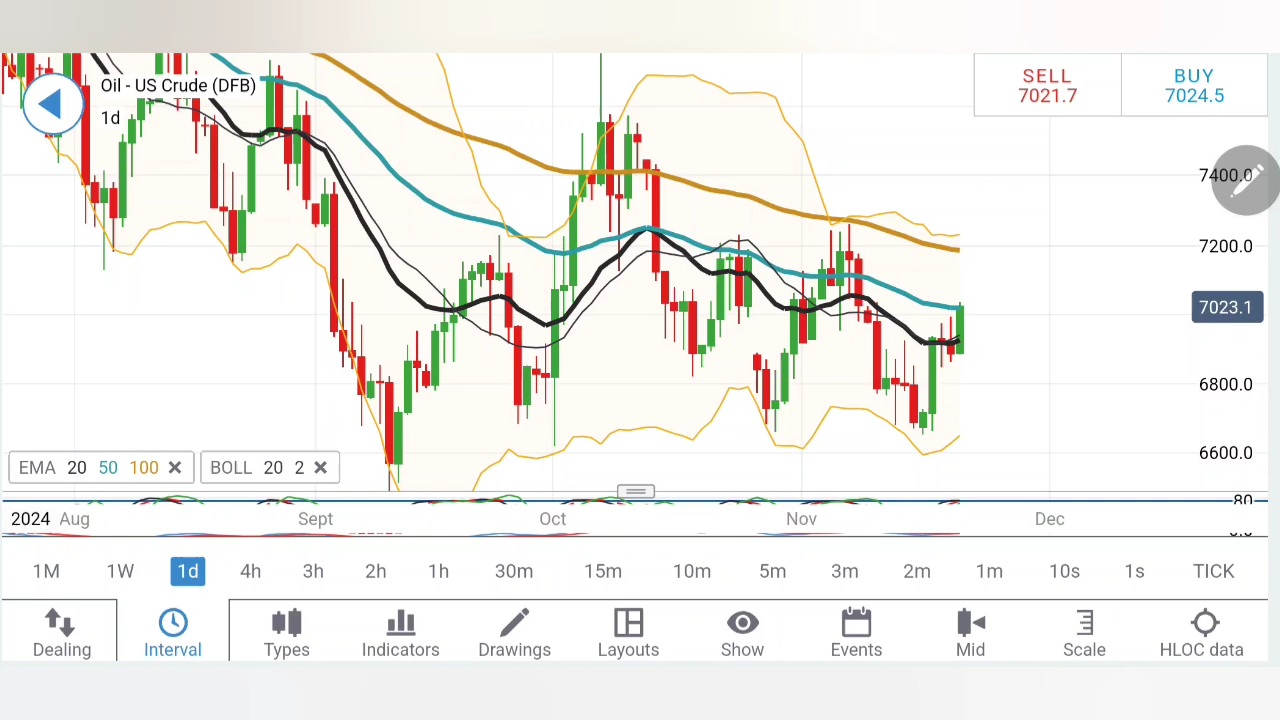 Oil - US Crude (DFB)
1d
SELL
7021.7
BUY
7024.5
7400.0
7200.0
7023.1
6800.0
6600.0
EMA 20 50 100
BOLL 20 2
80
2024 Aug Sept Oct Nov Dec
1M 1W 1d 4h 3h 2h 1h 30m 15m 10m 5m 3m 2m 1m 10s 1s TICK
Dealing Interval Types Indicators Drawings Layouts Show Events Mid Scale HLOC data